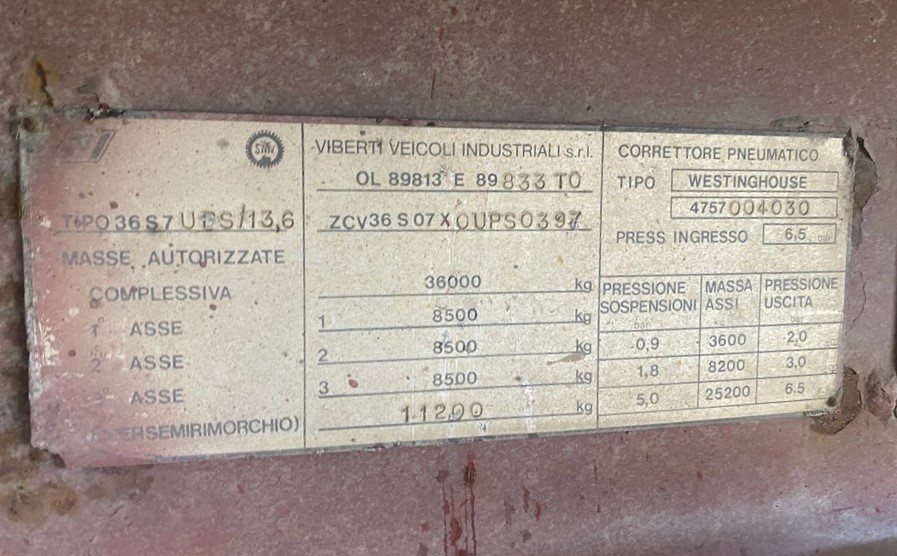 VIBERTI VEICOLI INDUSTRIALI s.r.l.
OL 89813 E 89833 TO
TIPO 36 S7 UPS/13,6
ZCV36 S 07 X0UPS0397
MASSE AUTORIZZATE
COMPLESSIVA 36000 kg
1° ASSE 1 8500 kg
2° ASSE 2 8500 kg
ASSE 3 8500 kg
SEMIRIMORCHIO) 11200 kg
CORRETTORE PNEUMATICO
TIPO WESTINGHOUSE
4757004030
PRESS INGRESSO 6.5 bar
PRESSIONE SOSPENSIONI MASSA ASSI PRESSIONE USCITA
0,9 3600 2,0
1,8 8200 3,0
5,0 25200 6.5